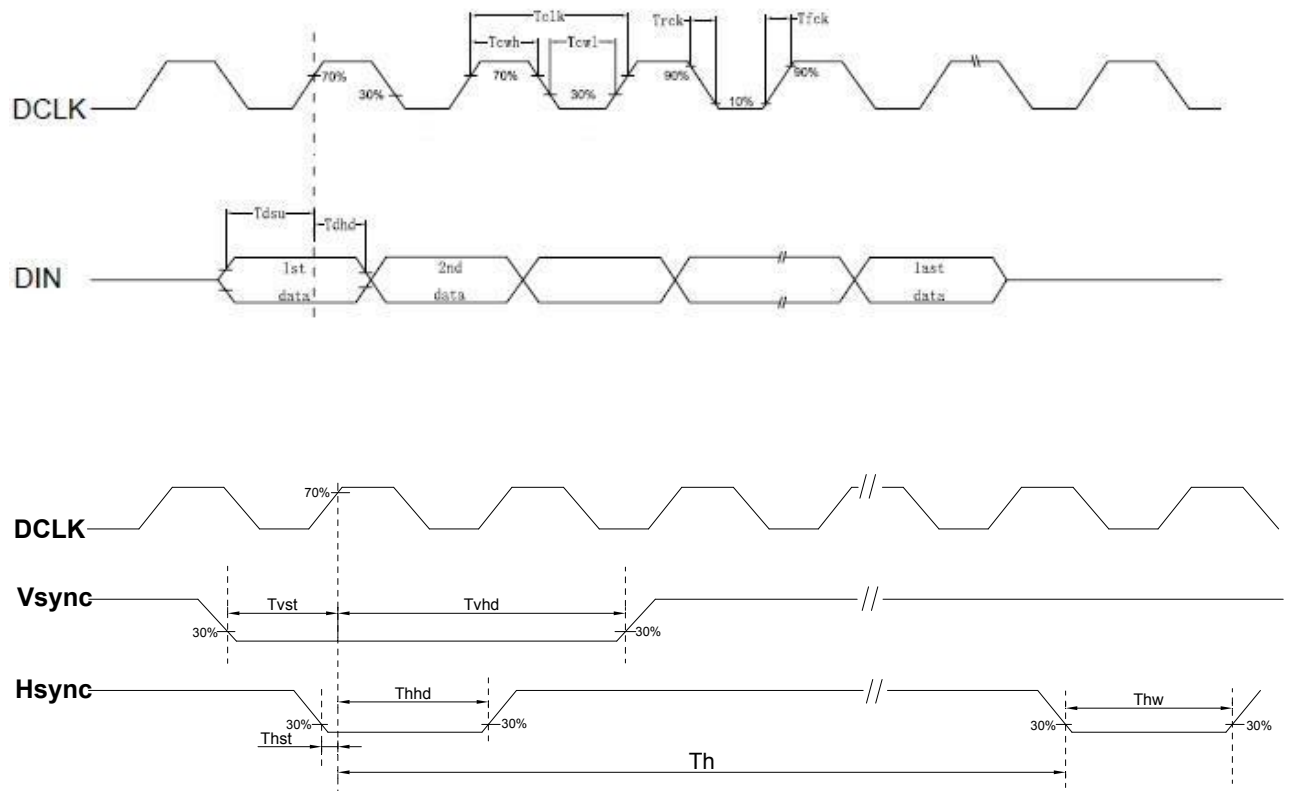 Tclk
Trck
Tfck
Tcwh
Tcwl
70%
70%
90%
90%
30%
30%
10%
DCLK
Tdsu
Tdhd
1st
2nd
last
DIN
data
data
data
70%
DCLK
Vsync
Tvst
Tvhd
30%
30%
Hsync
Thhd
Thw
30%
30%
30%
30%
Thst
Th